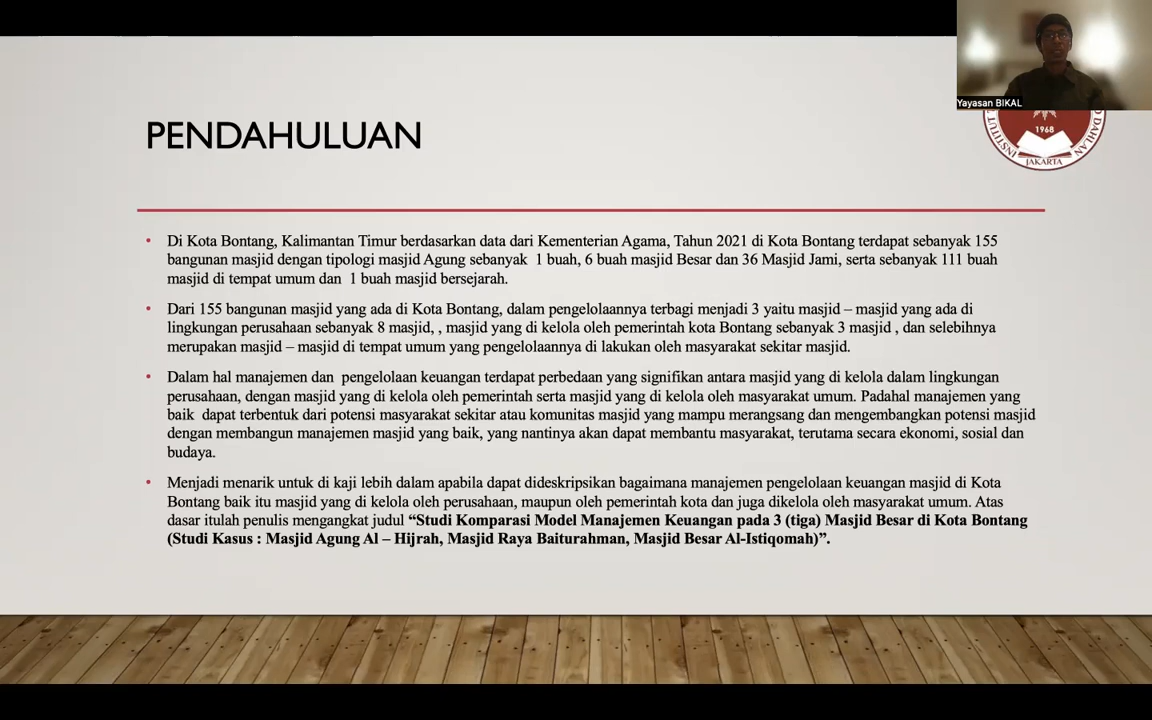 Yayasan BIKAL
PENDAHULUAN
1968
INSTITUT
DAHLAN
JAKARTA
• Di Kota Bontang, Kalimantan Timur berdasarkan data dari Kementerian Agama, Tahun 2021 di Kota Bontang terdapat sebanyak 155
bangunan masjid dengan tipologi masjid Agung sebanyak 1 buah, 6 buah masjid Besar dan 36 Masjid Jami, serta sebanyak 111 buah
masjid di tempat umum dan 1 buah masjid bersejarah.
• Dari 155 bangunan masjid yang ada di Kota Bontang, dalam pengelolaannya terbagi menjadi 3 yaitu masjid – masjid yang ada di
lingkungan perusahaan sebanyak 8 masjid, , masjid yang di kelola oleh pemerintah kota Bontang sebanyak 3 masjid , dan selebihnya
merupakan masjid – masjid di tempat umum yang pengelolaannya di lakukan oleh masyarakat sekitar masjid.
• Dalam hal manajemen dan pengelolaan keuangan terdapat perbedaan yang signifikan antara masjid yang di kelola dalam lingkungan
perusahaan, dengan masjid yang di kelola oleh pemerintah serta masjid yang di kelola oleh masyarakat umum. Padahal manajemen yang
baik dapat terbentuk dari potensi masyarakat sekitar atau komunitas masjid yang mampu merangsang dan mengembangkan potensi masjid
dengan membangun manajemen masjid yang baik, yang nantinya akan dapat membantu masyarakat, terutama secara ekonomi, sosial dan
budaya.
• Menjadi menarik untuk di kaji lebih dalam apabila dapat dideskripsikan bagaimana manajemen pengelolaan keuangan masjid di Kota
Bontang baik itu masjid yang di kelola oleh perusahaan, maupun oleh pemerintah kota dan juga dikelola oleh masyarakat umum. Atas
dasar itulah penulis mengangkat judul “Studi Komparasi Model Manajemen Keuangan pada 3 (tiga) Masjid Besar di Kota Bontang
(Studi Kasus : Masjid Agung Al – Hijrah, Masjid Raya Baiturahman, Masjid Besar Al-Istiqomah)”.